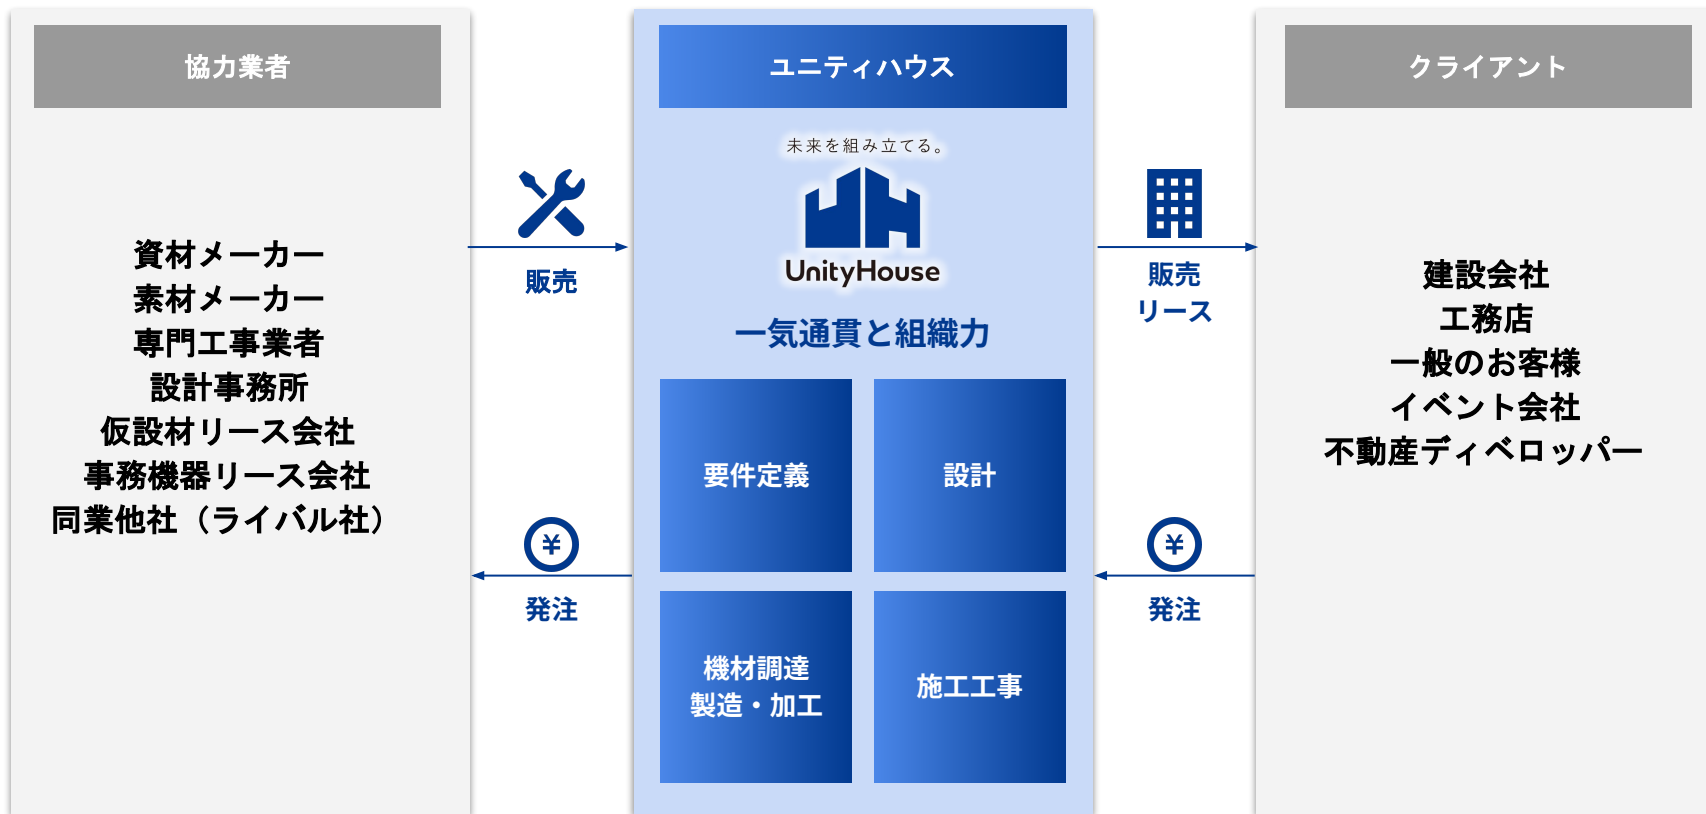 協力業者
資材メーカー
素材メーカー
専門工事業者
設計事務所
仮設材リース会社
事務機器リース会社
同業他社（ライバル社）
販売
¥
発注
ユニティハウス
未来を組み立てる。
UnityHouse
一気通貫と組織力
要件定義
設計
機材調達
製造・加工
施工工事
販売
リース
¥
発注
クライアント
建設会社
工務店
一般のお客様
イベント会社
不動産ディベロッパー